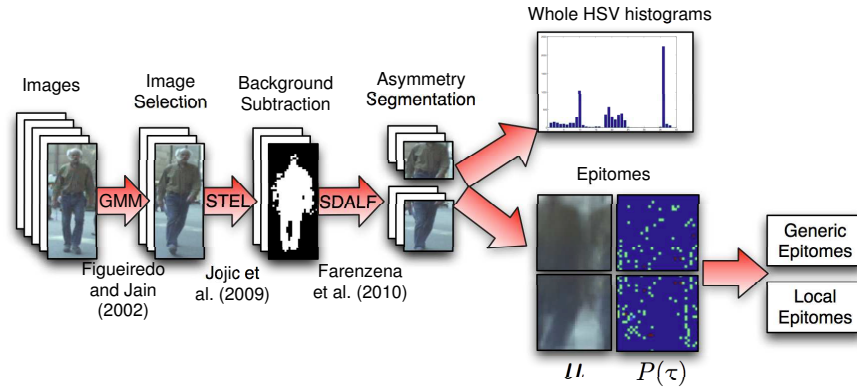 Whole HSV histograms
Images
Image
Selection
Background
Subtraction
Asymmetry
Segmentation
GMM
STEL
SDALF
Figueiredo
and Jain
(2002)
Jojic et
al. (2009)
Farenzena
et al. (2010)
Epitomes
μ
P(τ)
Generic
Epitomes
Local
Epitomes